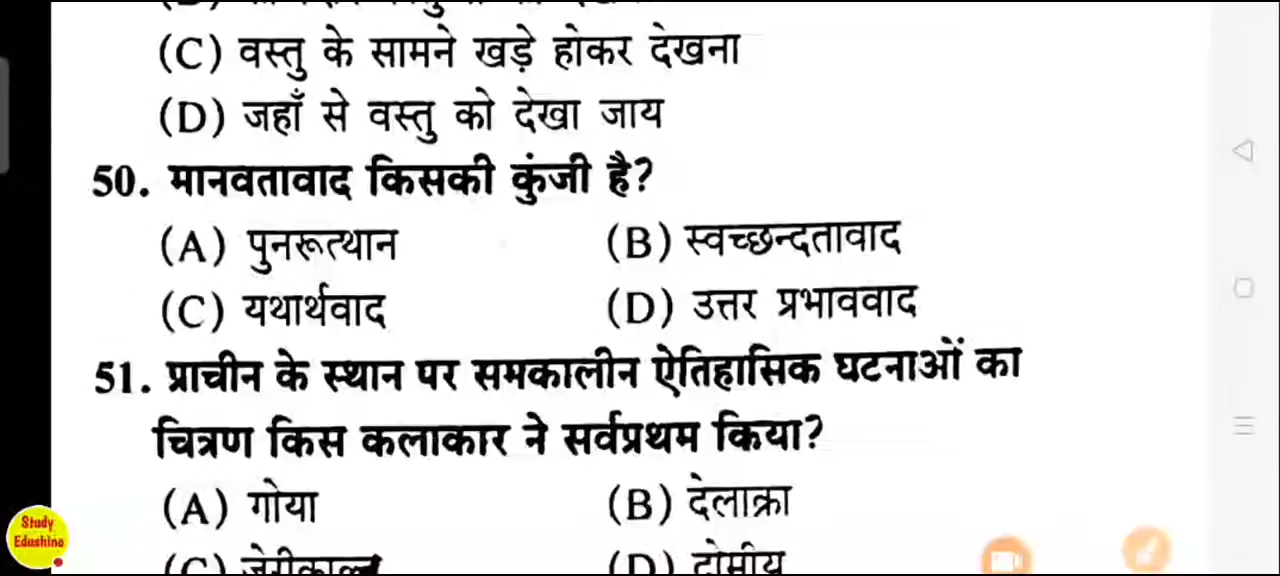 (C) वस्तु के सामने खड़े होकर देखना
(D) जहाँ से वस्तु को देखा जाय
50. मानवतावाद किसकी कुंजी है?
(A) पुनरूत्थान (B) स्वच्छन्दतावाद
(C) यथार्थवाद (D) उत्तर प्रभाववाद
51. प्राचीन के स्थान पर समकालीन ऐतिहासिक घटनाओं का
चित्रण किस कलाकार ने सर्वप्रथम किया?
(A) गोया (B) देलाक्रा
(C) (D)
Study
Edushine